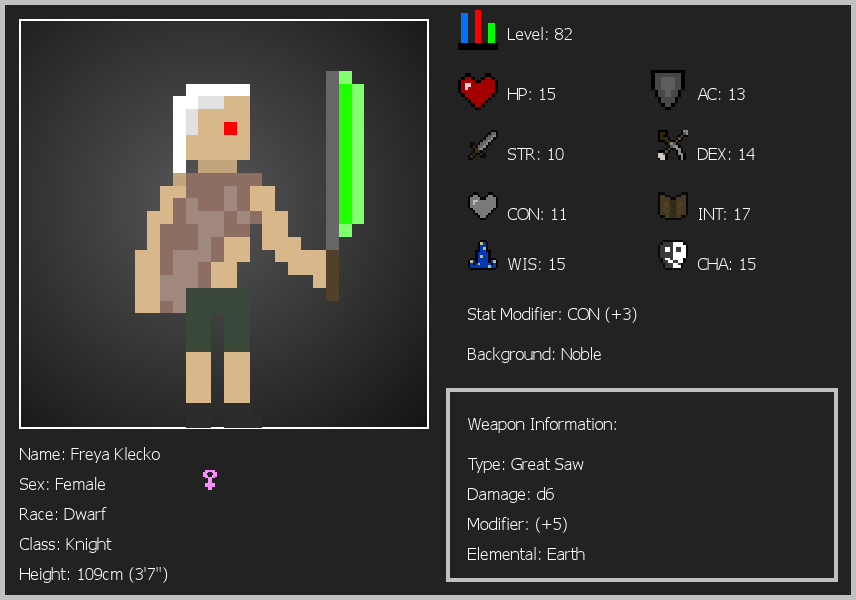 Level: 82
HP: 15
AC: 13
STR: 10
DEX: 14
CON: 11
INT: 17
WIS: 15
CHA: 15
Stat Modifier: CON (+3)
Background: Noble
Weapon Information:
Type: Great Saw
Damage: d6
Modifier: (+5)
Elemental: Earth
Name: Freya Klecko
Sex: Female
Race: Dwarf
Class: Knight
Height: 109cm (3'7")